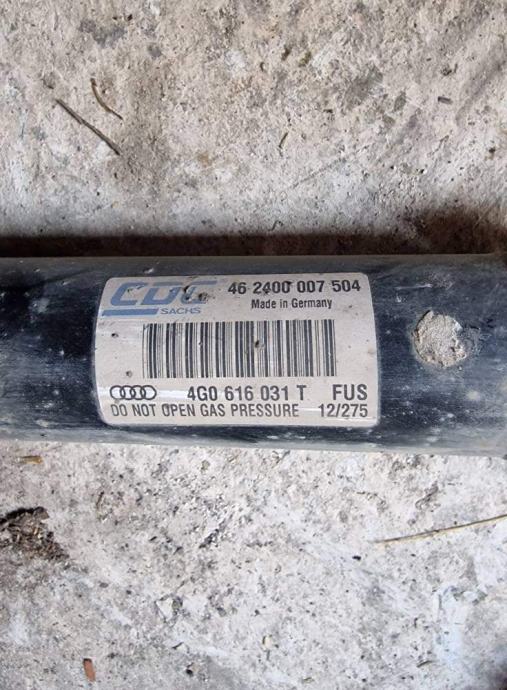 CDC 46 2400 007 504
SACHS Made in Germany
4G0 616 031 T FUS
DO NOT OPEN GAS PRESSURE 12/275